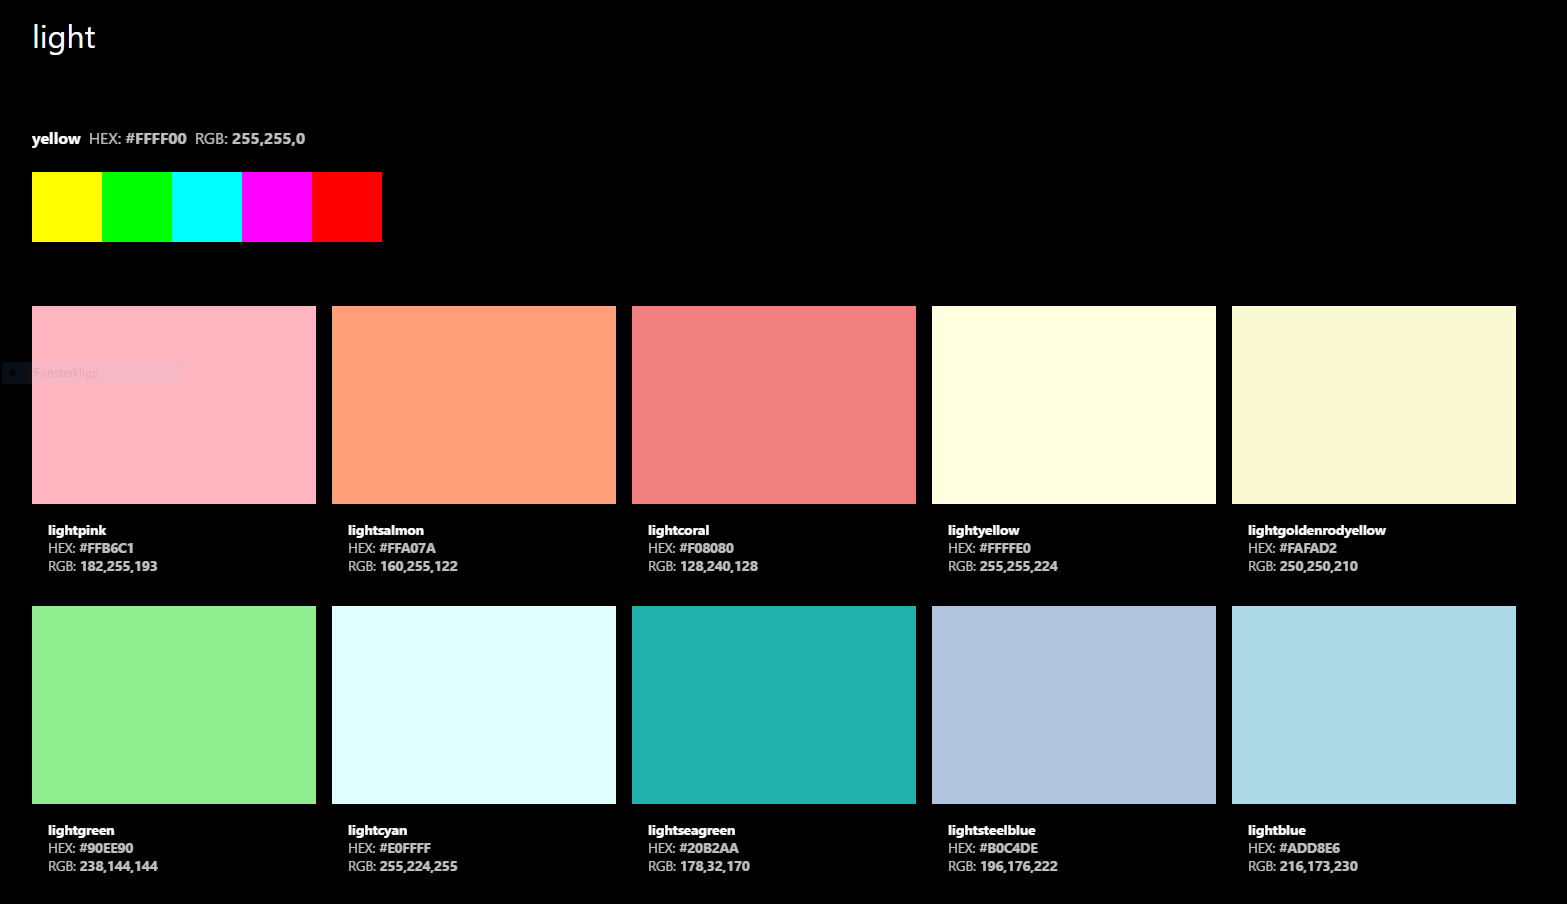 light
yellow HEX: #FFFF00 RGB: 255,255,0
Fönsterklipp
lightpink
HEX: #FFB6C1
RGB: 182,255,193
lightsalmon
HEX: #FFA07A
RGB: 160,255,122
lightcoral
HEX: #F08080
RGB: 128,240,128
lightyellow
HEX: #FFFFE0
RGB: 255,255,224
lightgoldenrodyellow
HEX: #FAFAD2
RGB: 250,250,210
lightgreen
HEX: #90EE90
RGB: 238,144,144
lightcyan
HEX: #E0FFFF
RGB: 255,224,255
lightseagreen
HEX: #20B2AA
RGB: 178,32,170
lightsteelblue
HEX: #B0C4DE
RGB: 196,176,222
lightblue
HEX: #ADD8E6
RGB: 216,173,230